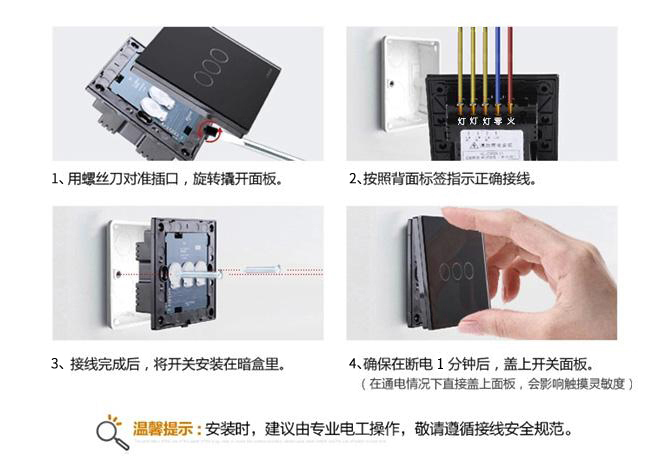 灯 灯 灯 零 火
1、用螺丝刀对准插口，旋转撬开面板。
2、按照背面标签指示正确接线。
3、接线完成后，将开关安装在暗盒里。
4、确保在断电 1 分钟后，盖上开关面板。
（在通电情况下直接盖上面板，会影响触摸灵敏度）
温馨提示：安装时，建议由专业电工操作，敬请遵循接线安全规范。